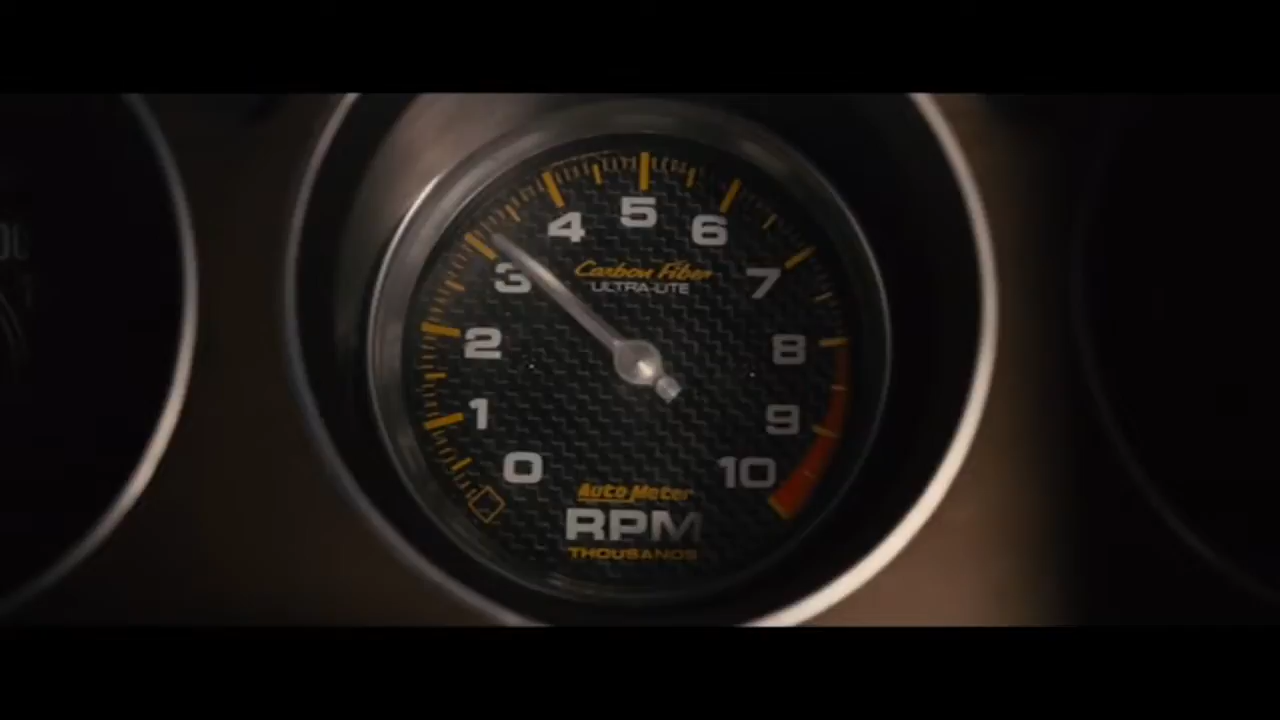 5
4
6
Carbon Fiber
ULTRA-LITE
3
7
2
8
1
9
0
10
Auto Meter
RPM
THOUSANDS